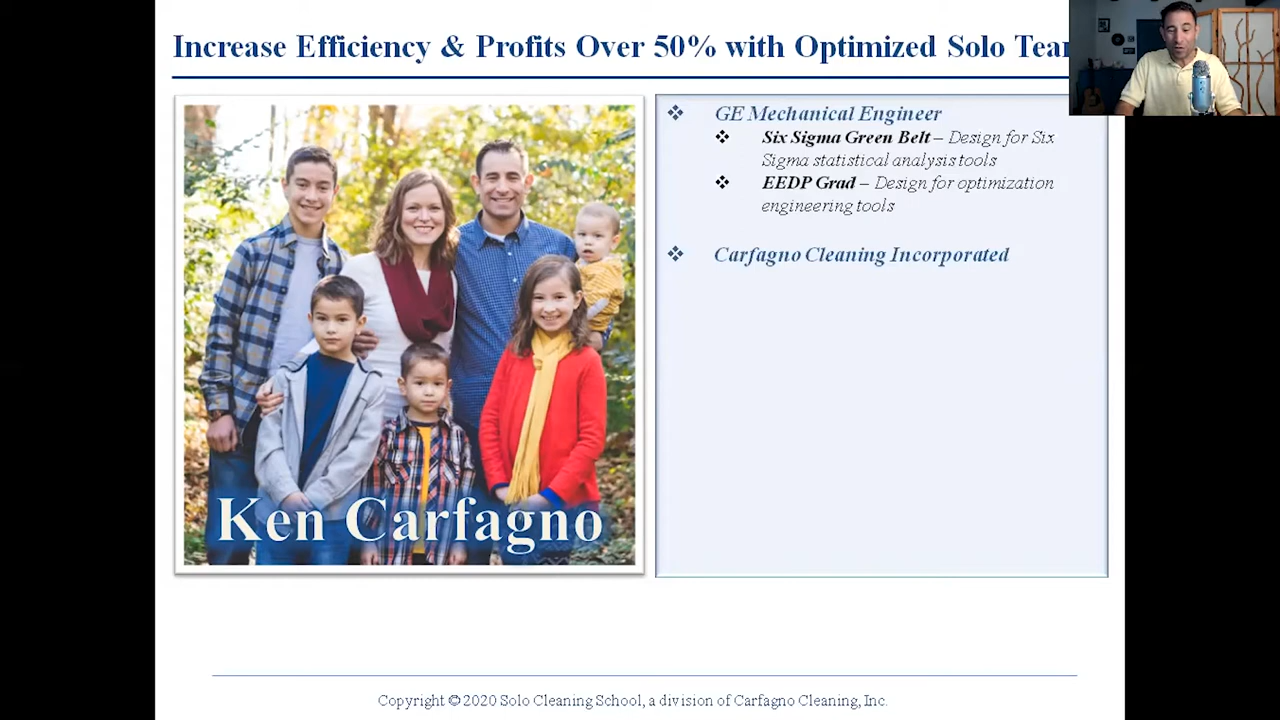 Increase Efficiency & Profits Over 50% with Optimized Solo
Ken Carfagno
GE Mechanical Engineer
Six Sigma Green Belt – Design for Six
Sigma statistical analysis tools
EEDP Grad – Design for optimization
engineering tools
Carfagno Cleaning Incorporated
Copyright © 2020 Solo Cleaning School, a division of Carfagno Cleaning, Inc.